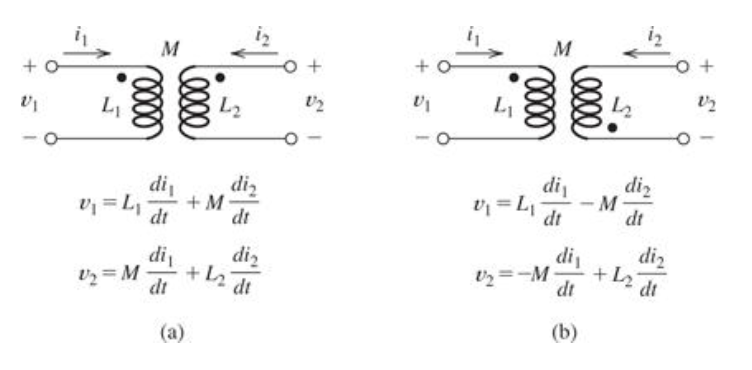 i₁ M i₂
+ +
v₁ L₁ L₂ v₂
− −
v₁ = L₁ di₁/dt + M di₂/dt
v₂ = M di₁/dt + L₂ di₂/dt
(a)
i₁ M i₂
+ +
v₁ L₁ L₂ v₂
− −
v₁ = L₁ di₁/dt − M di₂/dt
v₂ = −M di₁/dt + L₂ di₂/dt
(b)